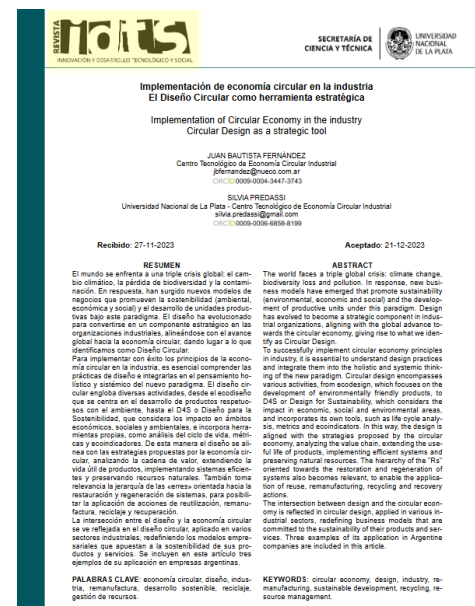 REVISTA
idts
INNOVACIÓN Y DESARROLLO TECNOLÓGICO Y SOCIAL
SECRETARÍA DE
CIENCIA Y TÉCNICA
UNIVERSIDAD
NACIONAL
DE LA PLATA
Implementación de economía circular en la industria
El Diseño Circular como herramienta estratégica
Implementation of Circular Economy in the industry
Circular Design as a strategic tool
JUAN BAUTISTA FERNÁNDEZ
Centro Tecnológico de Economía Circular Industrial
jbfernandez@nueco.com.ar
ORCID 0009-0004-3447-3743
SILVIA PREDASSI
Universidad Nacional de La Plata - Centro Tecnológico de Economía Circular Industrial
silvia.predassi@gmail.com
ORCID 0009-0006-6858-8199
Recibido: 27-11-2023
Aceptado: 21-12-2023
RESUMEN
El mundo se enfrenta a una triple crisis global: el cam-
bio climático, la pérdida de biodiversidad y la contami-
nación. En respuesta, han surgido nuevos modelos de
negocios que promueven la sostenibilidad (ambiental,
económica y social) y el desarrollo de unidades produc-
tivas bajo este paradigma. El diseño ha evolucionado
para convertirse en un componente estratégico en las
organizaciones industriales, alineándose con el avance
global hacia la economía circular, dando lugar a lo que
identificamos como Diseño Circular.
Para implementar con éxito los principios de la econo-
mía circular en la industria, es esencial comprender las
prácticas de diseño e integrarlas en el pensamiento ho-
lístico y sistémico del nuevo paradigma. El diseño cir-
cular engloba diversas actividades, desde el ecodiseño
que se centra en el desarrollo de productos respetuo-
sos con el ambiente, hasta el D4S o Diseño para la
Sostenibilidad, que considera los impacto en ámbitos
económicos, sociales y ambientales, e incorpora herra-
mientas propias, como análisis del ciclo de vida, métri-
cas y ecoindicadores. De esta manera el diseño se ali-
nea con las estrategias propuestas por la economía cir-
cular, analizando la cadena de valor, extendiendo la
vida útil de productos, implementando sistemas eficien-
tes y preservando recursos naturales. También toma
relevancia la jerarquía de las «erres» orientada hacia la
restauración y regeneración de sistemas, para posibili-
tar la aplicación de acciones de reutilización, remanu-
factura, reciclaje y recuperación.
La intersección entre el diseño y la economía circular
se ve reflejada en el diseño circular, aplicado en varios
sectores industriales, redefiniendo los modelos empre-
sariales que apuestan a la sostenibilidad de sus pro-
ductos y servicios. Se incluyen en este artículo tres
ejemplos de su aplicación en empresas argentinas.
PALABRAS CLAVE: economía circular, diseño, indus-
tria, remanufactura, desarrollo sostenible, reciclaje,
gestión de recursos.
ABSTRACT
The world faces a triple global crisis: climate change,
biodiversity loss and pollution. In response, new busi-
ness models have emerged that promote sustainability
(environmental, economic and social) and the develop-
ment of productive units under this paradigm. Design
has evolved to become a strategic component in indus-
trial organizations, aligning with the global advance to-
wards the circular economy, giving rise to what we iden-
tify as Circular Design.
To successfully implement circular economy principles
in industry, it is essential to understand design practices
and integrate them into the holistic and systemic think-
ing of the new paradigm. Circular design encompasses
various activities, from ecodesign, which focuses on the
development of environmentally friendly products, to
D4S or Design for Sustainability, which considers the
impact in economic, social and environmental areas,
and incorporates its own tools, such as life cycle analy-
sis, metrics and ecoindicators. In this way, the design is
aligned with the strategies proposed by the circular
economy, analyzing the value chain, extending the use-
ful life of products, implementing efficient systems and
preserving natural resources. The hierarchy of the "Rs"
oriented towards the restoration and regeneration of
systems also becomes relevant, to enable the applica-
tion of reuse, remanufacturing, recycling and recovery
actions.
The intersection between design and the circular econ-
omy is reflected in circular design, applied in various in-
dustrial sectors, redefining business models that are
committed to the sustainability of their products and ser-
vices. Three examples of its application in Argentine
companies are included in this article.
KEYWORDS: circular economy, design, industry, re-
manufacturing, sustainable development, recycling, re-
source management.